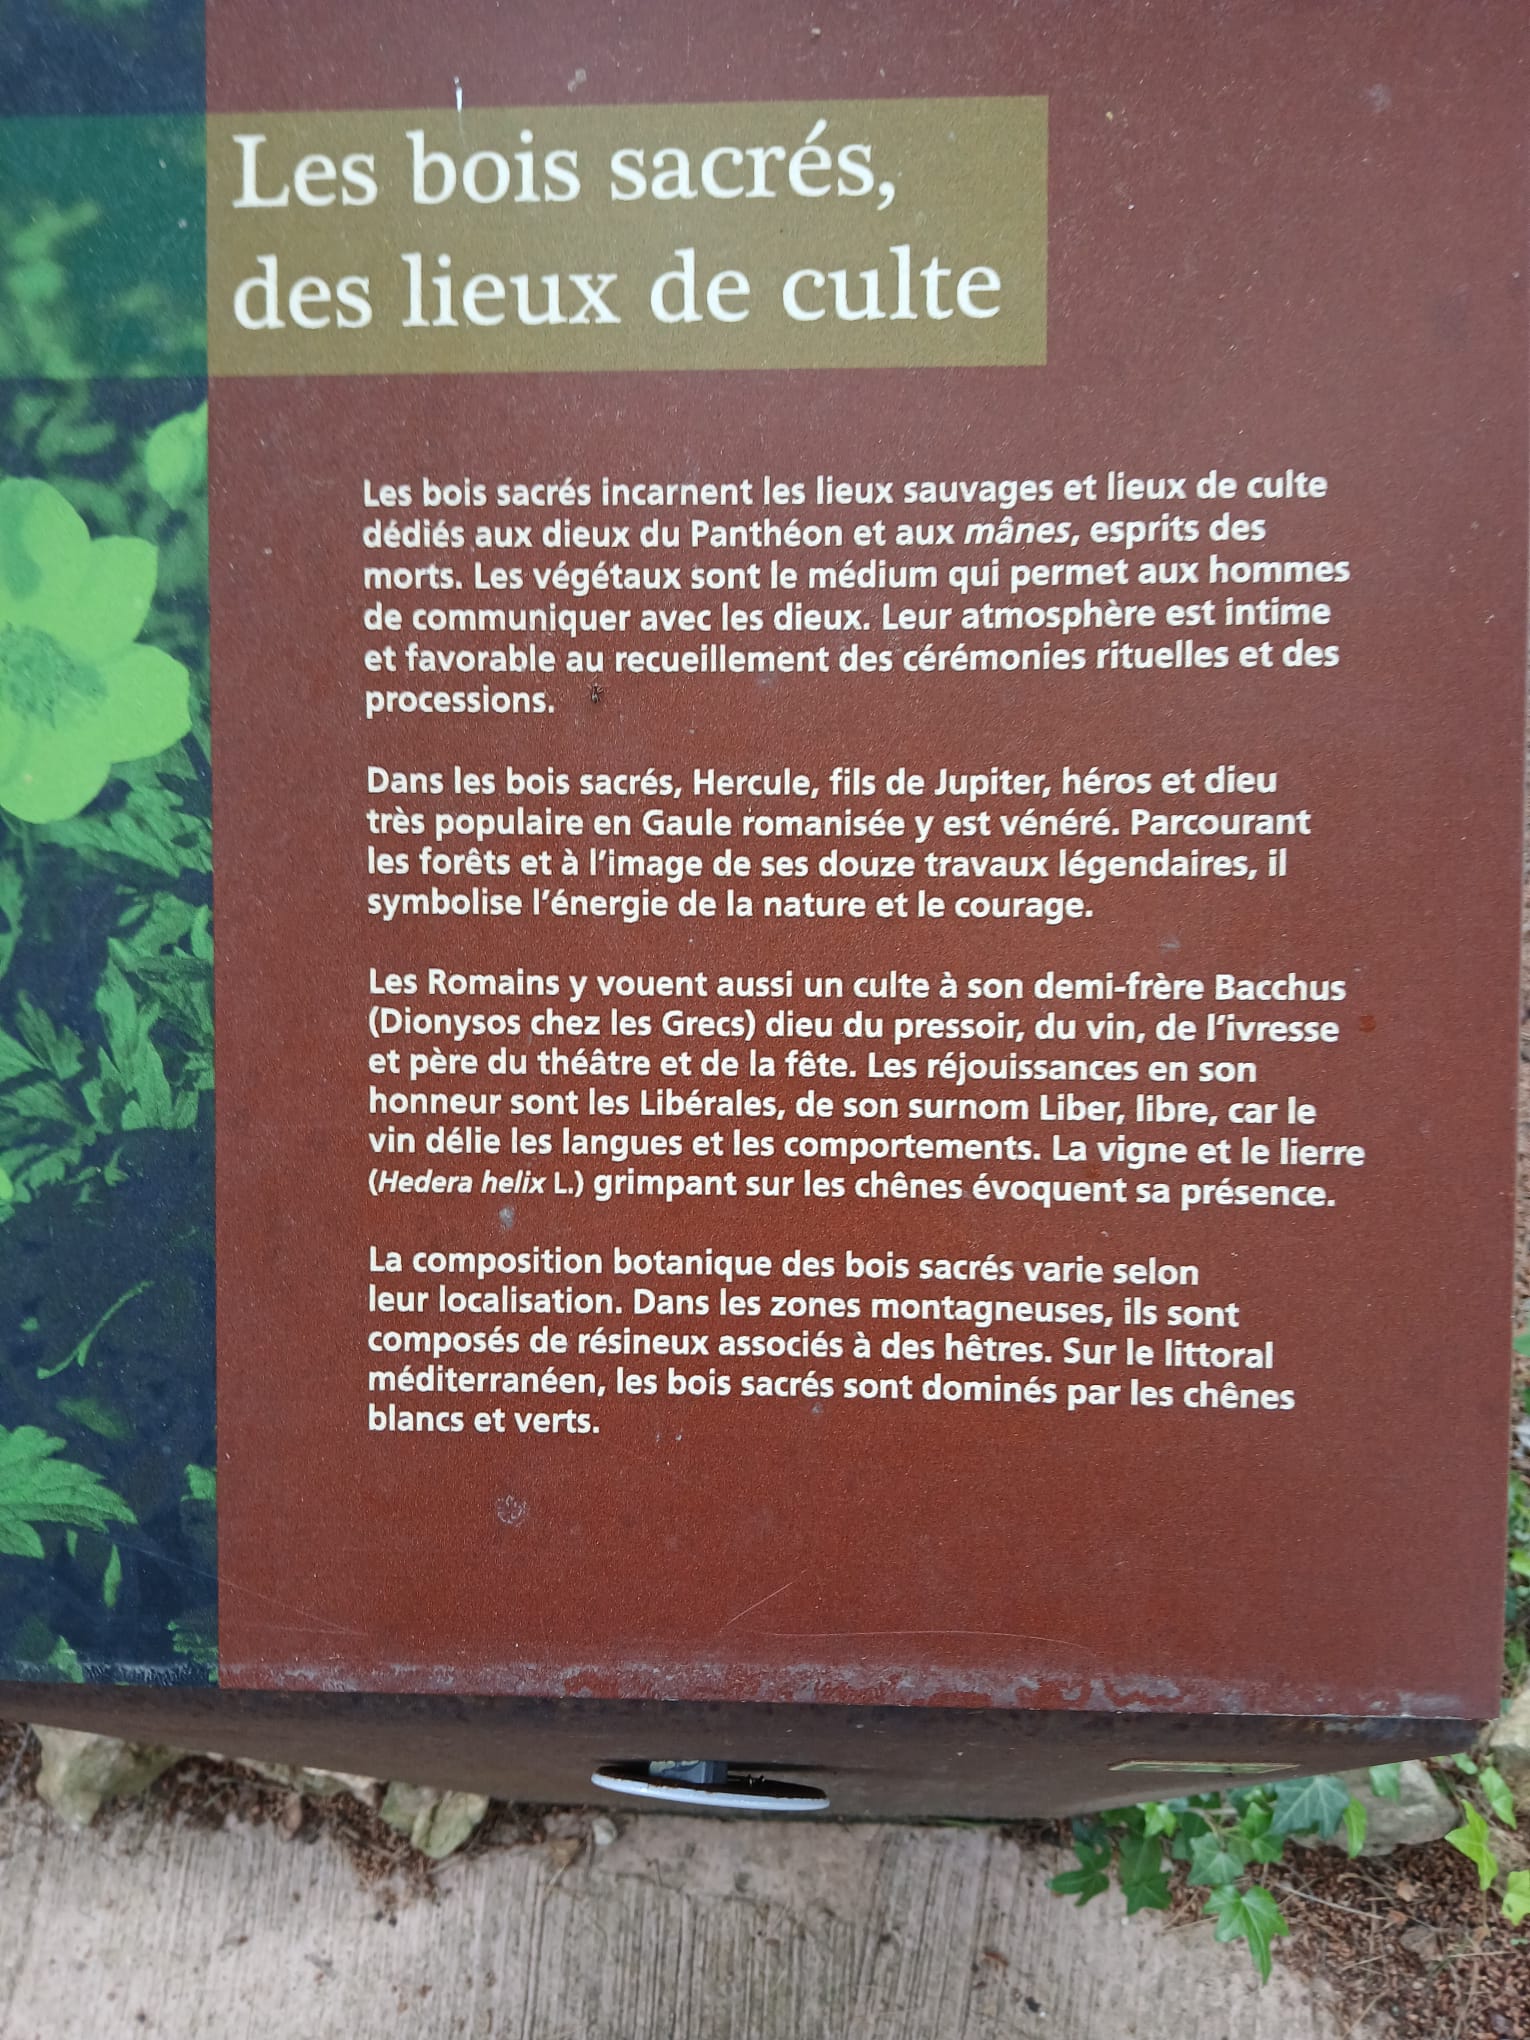 Les bois sacrés,
des lieux de culte
Les bois sacrés incarnent les lieux sauvages et lieux de culte
dédiés aux dieux du Panthéon et aux mânes, esprits des
morts. Les végétaux sont le médium qui permet aux hommes
de communiquer avec les dieux. Leur atmosphère est intime
et favorable au recueillement des cérémonies rituelles et des
processions.
Dans les bois sacrés, Hercule, fils de Jupiter, héros et dieu
très populaire en Gaule romanisée y est vénéré. Parcourant
les forêts et à l’image de ses douze travaux légendaires, il
symbolise l’énergie de la nature et le courage.
Les Romains y vouent aussi un culte à son demi-frère Bacchus
(Dionysos chez les Grecs) dieu du pressoir, du vin, de l’ivresse
et père du théâtre et de la fête. Les réjouissances en son
honneur sont les Libérales, de son surnom Liber, libre, car le
vin délie les langues et les comportements. La vigne et le lierre
(Hedera helix L.) grimpant sur les chênes évoquent sa présence.
La composition botanique des bois sacrés varie selon
leur localisation. Dans les zones montagneuses, ils sont
composés de résineux associés à des hêtres. Sur le littoral
méditerranéen, les bois sacrés sont dominés par les chênes
blancs et verts.